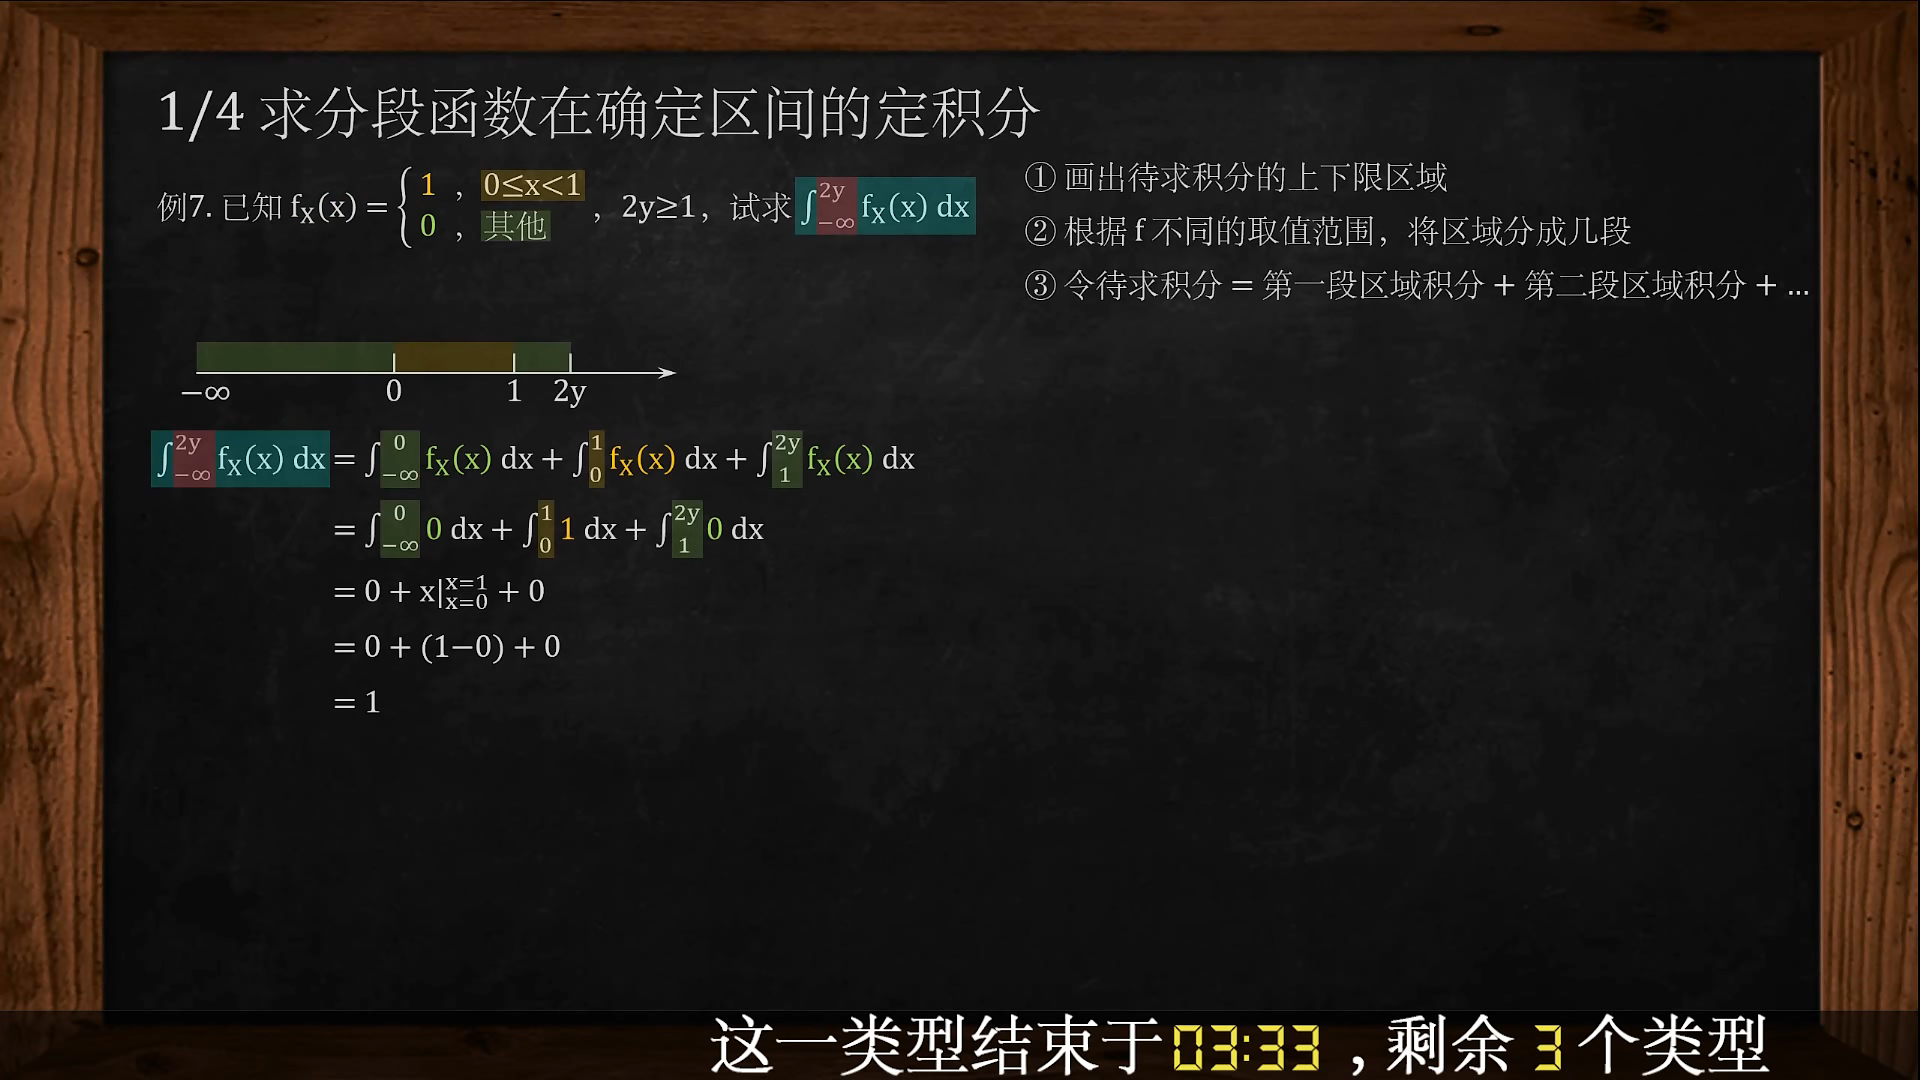 1/4 求分段函数在确定区间的定积分
例7. 已知 f_X(x) = { 1 , 0≤x<1 ; 0 , 其他 , 2y≥1, 试求 ∫_{−∞}^{2y} f_X(x) dx
① 画出待求积分的上下限区域
② 根据 f 不同的取值范围，将区域分成几段
③ 令待求积分 = 第一段区域积分 + 第二段区域积分 + ...
−∞ 0 1 2y
∫_{−∞}^{2y} f_X(x) dx = ∫_{−∞}^{0} f_X(x) dx + ∫_{0}^{1} f_X(x) dx + ∫_{1}^{2y} f_X(x) dx
= ∫_{−∞}^{0} 0 dx + ∫_{0}^{1} 1 dx + ∫_{1}^{2y} 0 dx
= 0 + x|_{x=0}^{x=1} + 0
= 0 + (1−0) + 0
= 1
这一类型结束于 03:33 , 剩余 3 个类型